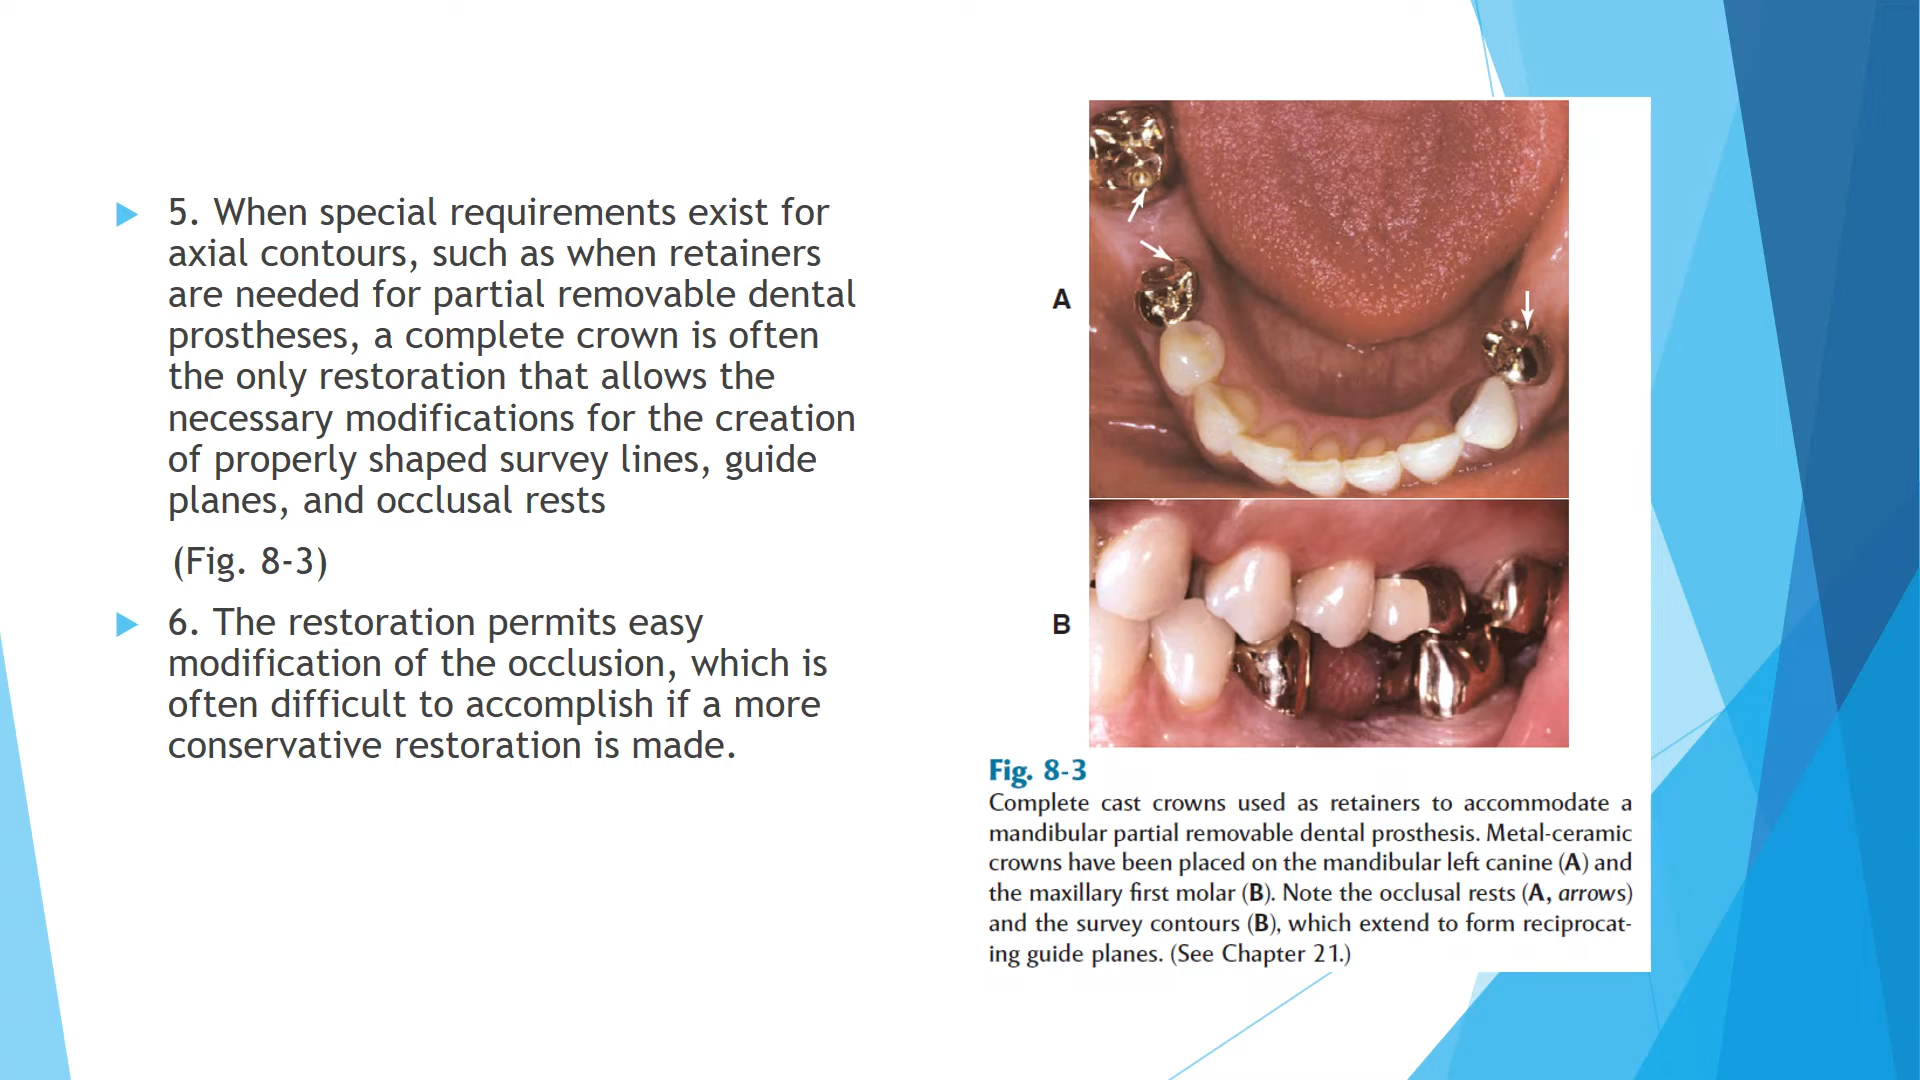 5. When special requirements exist for
axial contours, such as when retainers
are needed for partial removable dental
prostheses, a complete crown is often
the only restoration that allows the
necessary modifications for the creation
of properly shaped survey lines, guide
planes, and occlusal rests
(Fig. 8-3)
6. The restoration permits easy
modification of the occlusion, which is
often difficult to accomplish if a more
conservative restoration is made.
A
B
Fig. 8-3
Complete cast crowns used as retainers to accommodate a
mandibular partial removable dental prosthesis. Metal-ceramic
crowns have been placed on the mandibular left canine (A) and
the maxillary first molar (B). Note the occlusal rests (A, arrows)
and the survey contours (B), which extend to form reciprocat-
ing guide planes. (See Chapter 21.)